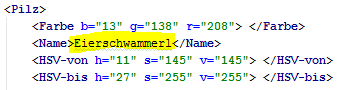 <Pilz>
<Farbe b="13" g="138" r="208"> </Farbe>
<Name>Eierschwammerl</Name>
<HSV-von h="11" s="145" v="145"> </HSV-von>
<HSV-bis h="27" s="255" v="255"> </HSV-bis>